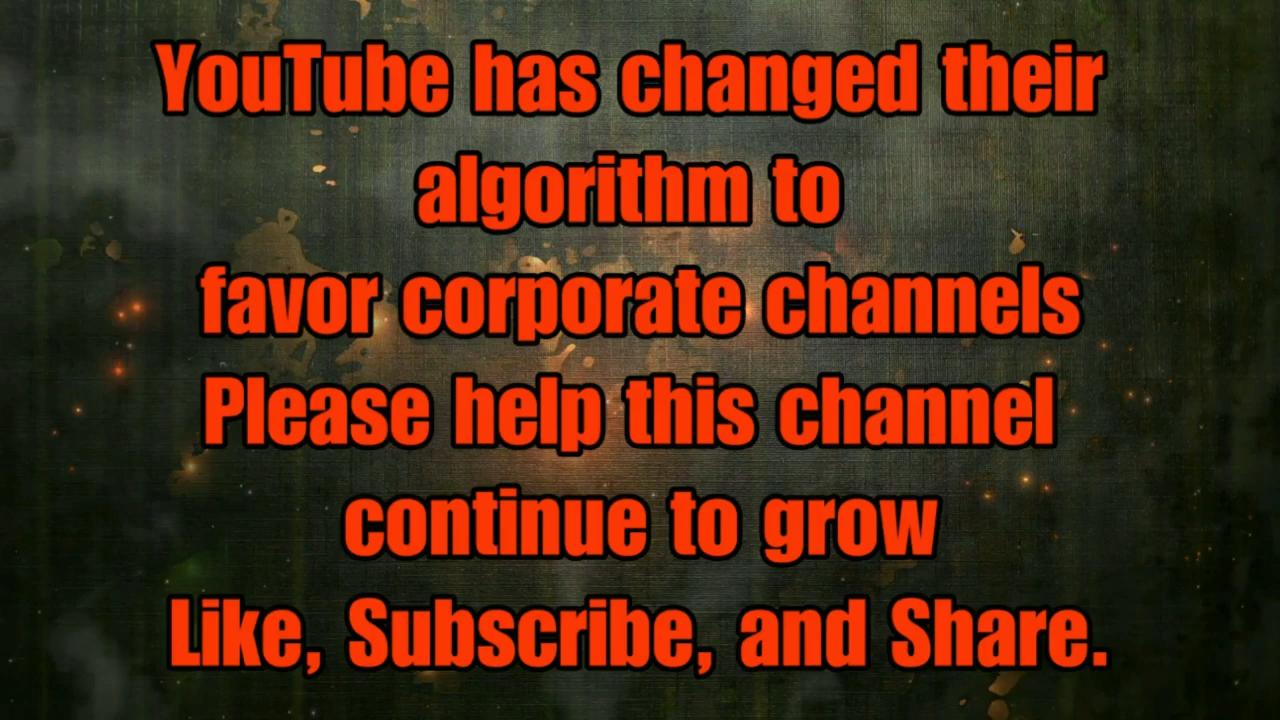 YouTube has changed their
algorithm to
favor corporate channels
Please help this channel
continue to grow
Like, Subscribe, and Share.